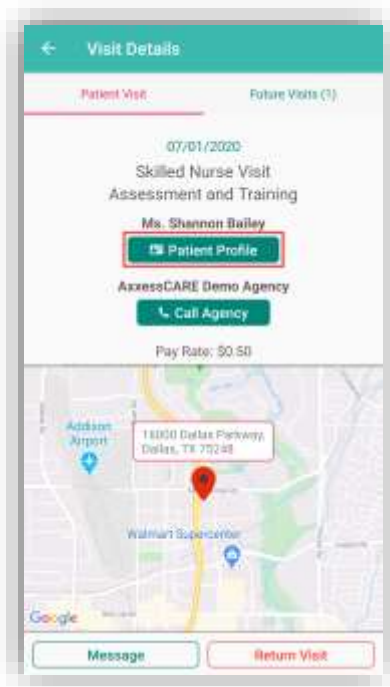 Visit Details
Patient Visit
Future Visits (1)
07/01/2020
Skilled Nurse Visit
Assessment and Training
Ms. Shannon Bailey
Patient Profile
AxxessCARE Demo Agency
Call Agency
Pay Rate: $0.50
Addison
Airport
16000 Dallas Parkway,
Dallas, TX 75248
Walmart Supercenter
Google
Message
Return Visit